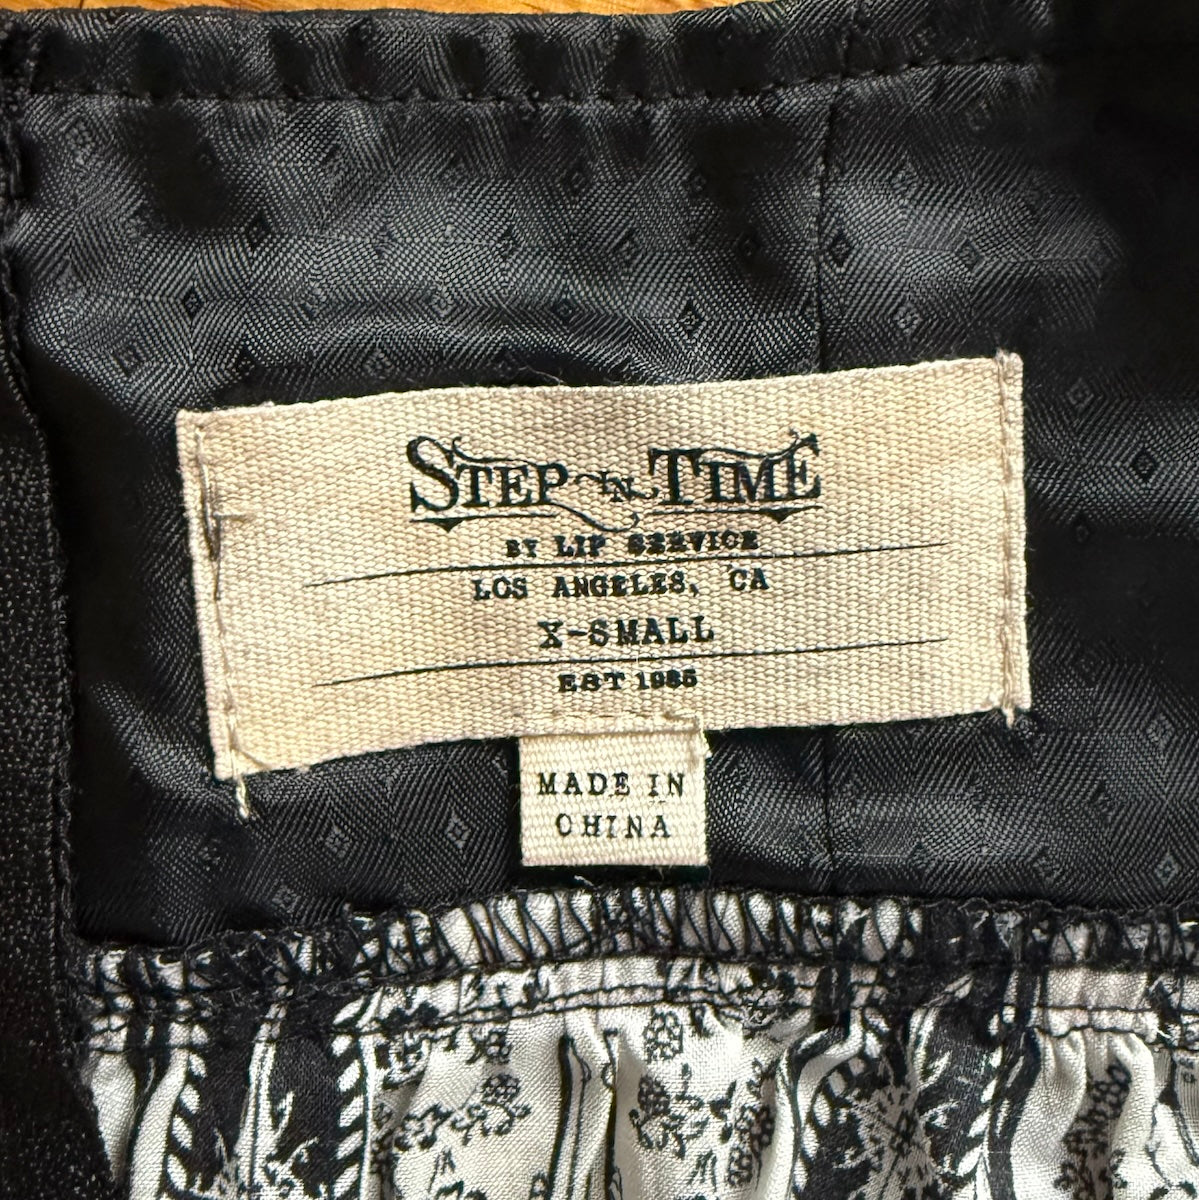 STEP IN TIME
BY LIP SERVICE
LOS ANGELES, CA
X-SMALL
EST 1985
MADE IN
CHINA